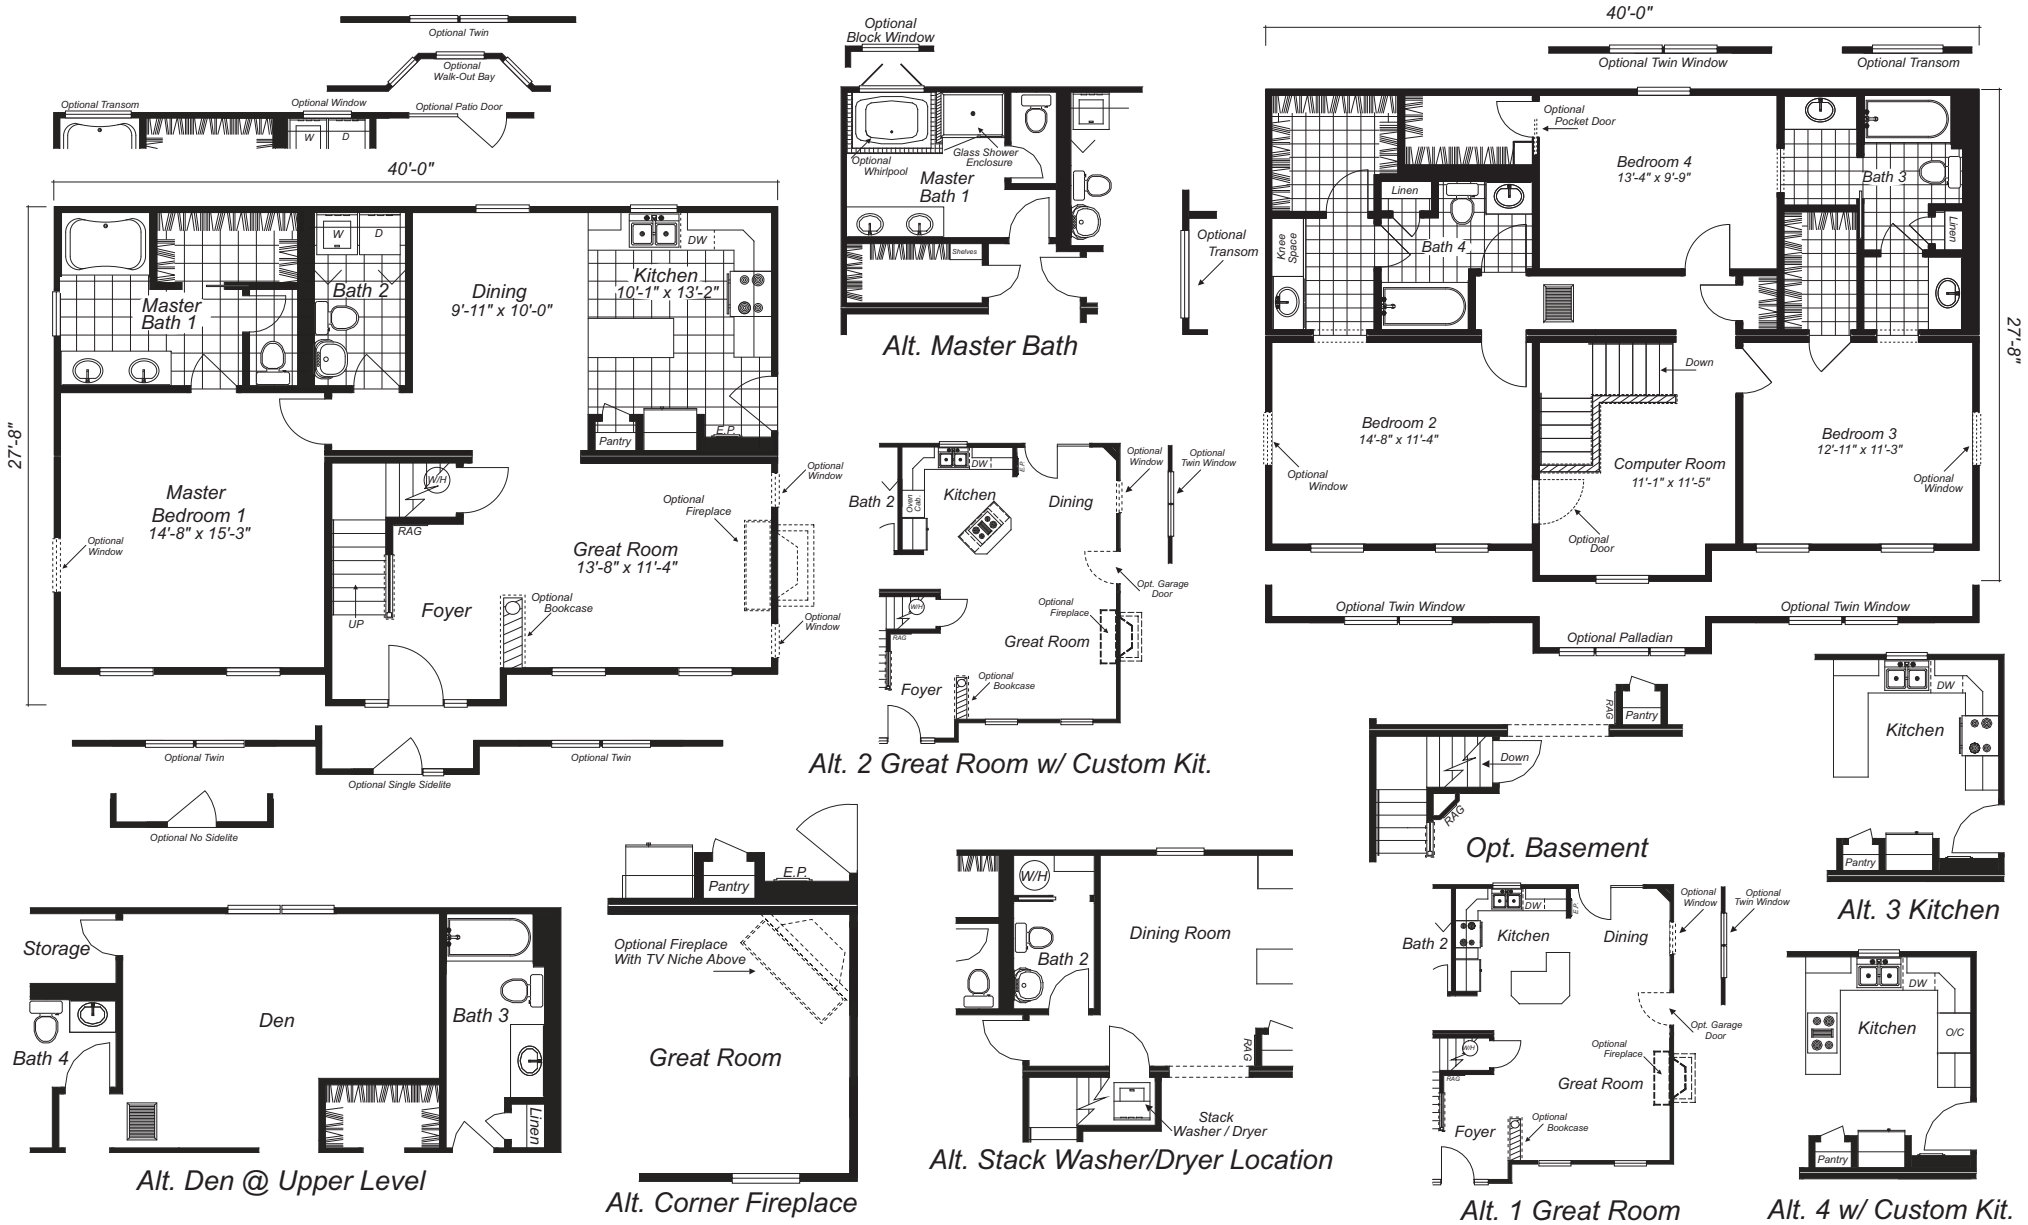 Optional Twin
Optional
Walk-Out Bay
Optional Transom
Optional Window
Optional Patio Door
W
D
40'-0"
27'-8"
W
D
Master
Bath 1
Bath 2
Dining
9'-11" x 10'-0"
DW
Kitchen
10'-1" x 13'-2"
Pantry
E.P.
Master
Bedroom 1
14'-8" x 15'-3"
Optional
Window
W/H
RAG
UP
Foyer
Optional
Bookcase
Great Room
13'-8" x 11'-4"
Optional
Fireplace
Optional
Window
Optional
Window
Optional Twin
Optional Single Sidelite
Optional Twin
Optional No Sidelite
Optional
Block Window
Optional
Whirlpool
Glass Shower
Enclosure
Master
Bath 1
Shelves
Alt. Master Bath
Optional
Transom
Bath 2
Oven
Cab.
DW
E.P.
Kitchen
Dining
Optional
Window
Optional
Twin Window
Opt. Garage
Door
W/H
RAG
Optional
Fireplace
Great Room
Foyer
Optional
Bookcase
Alt. 2 Great Room w/ Custom Kit.
40'-0"
Optional Twin Window
Optional Transom
Optional
Pocket Door
Bedroom 4
13'-4" x 9'-9"
Bath 3
Linen
Linen
Knee
Space
Bath 4
27'-8"
Down
Bedroom 2
14'-8" x 11'-4"
Optional
Window
Computer Room
11'-1" x 11'-5"
Optional
Door
Bedroom 3
12'-11" x 11'-3"
Optional
Window
Optional Twin Window
Optional Palladian
Optional Twin Window
RAG
Pantry
Down
RAG
Opt. Basement
DW
Kitchen
Pantry
Alt. 3 Kitchen
Storage
Bath 4
Den
Bath 3
Linen
Alt. Den @ Upper Level
Pantry
E.P.
Optional Fireplace
With TV Niche Above
Great Room
Alt. Corner Fireplace
W/H
Bath 2
Dining Room
RAG
Stack
Washer / Dryer
Alt. Stack Washer/Dryer Location
Bath 2
DW
E.P.
Kitchen
Dining
Optional
Window
Optional
Twin Window
Opt. Garage
Door
W/H
RAG
Optional
Fireplace
Great Room
Foyer
Optional
Bookcase
Alt. 1 Great Room
DW
Kitchen
O/C
Pantry
Alt. 4 w/ Custom Kit.